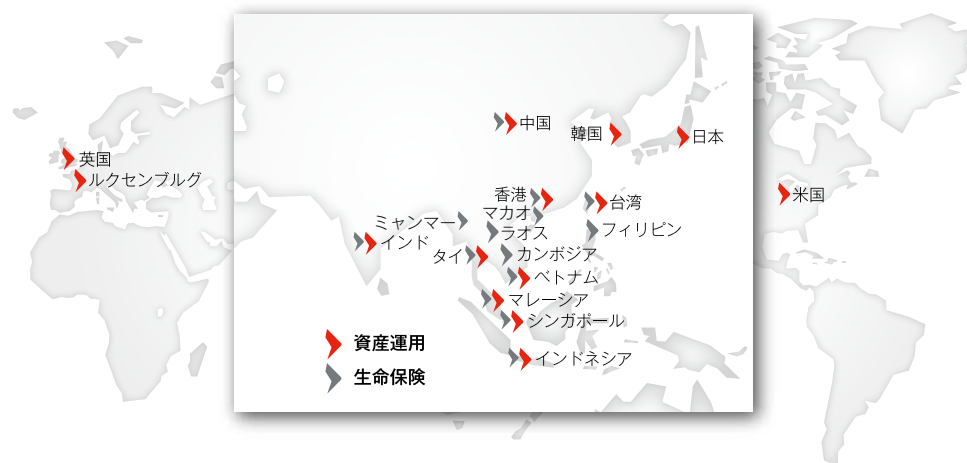 中国
韓国
日本
英国
ルクセンブルグ
香港
米国
台湾
マカオ
ミャンマー
フィリピン
ラオス
インド
タイ
カンボジア
ベトナム
マレーシア
シンガポール
資産運用
インドネシア
生命保険